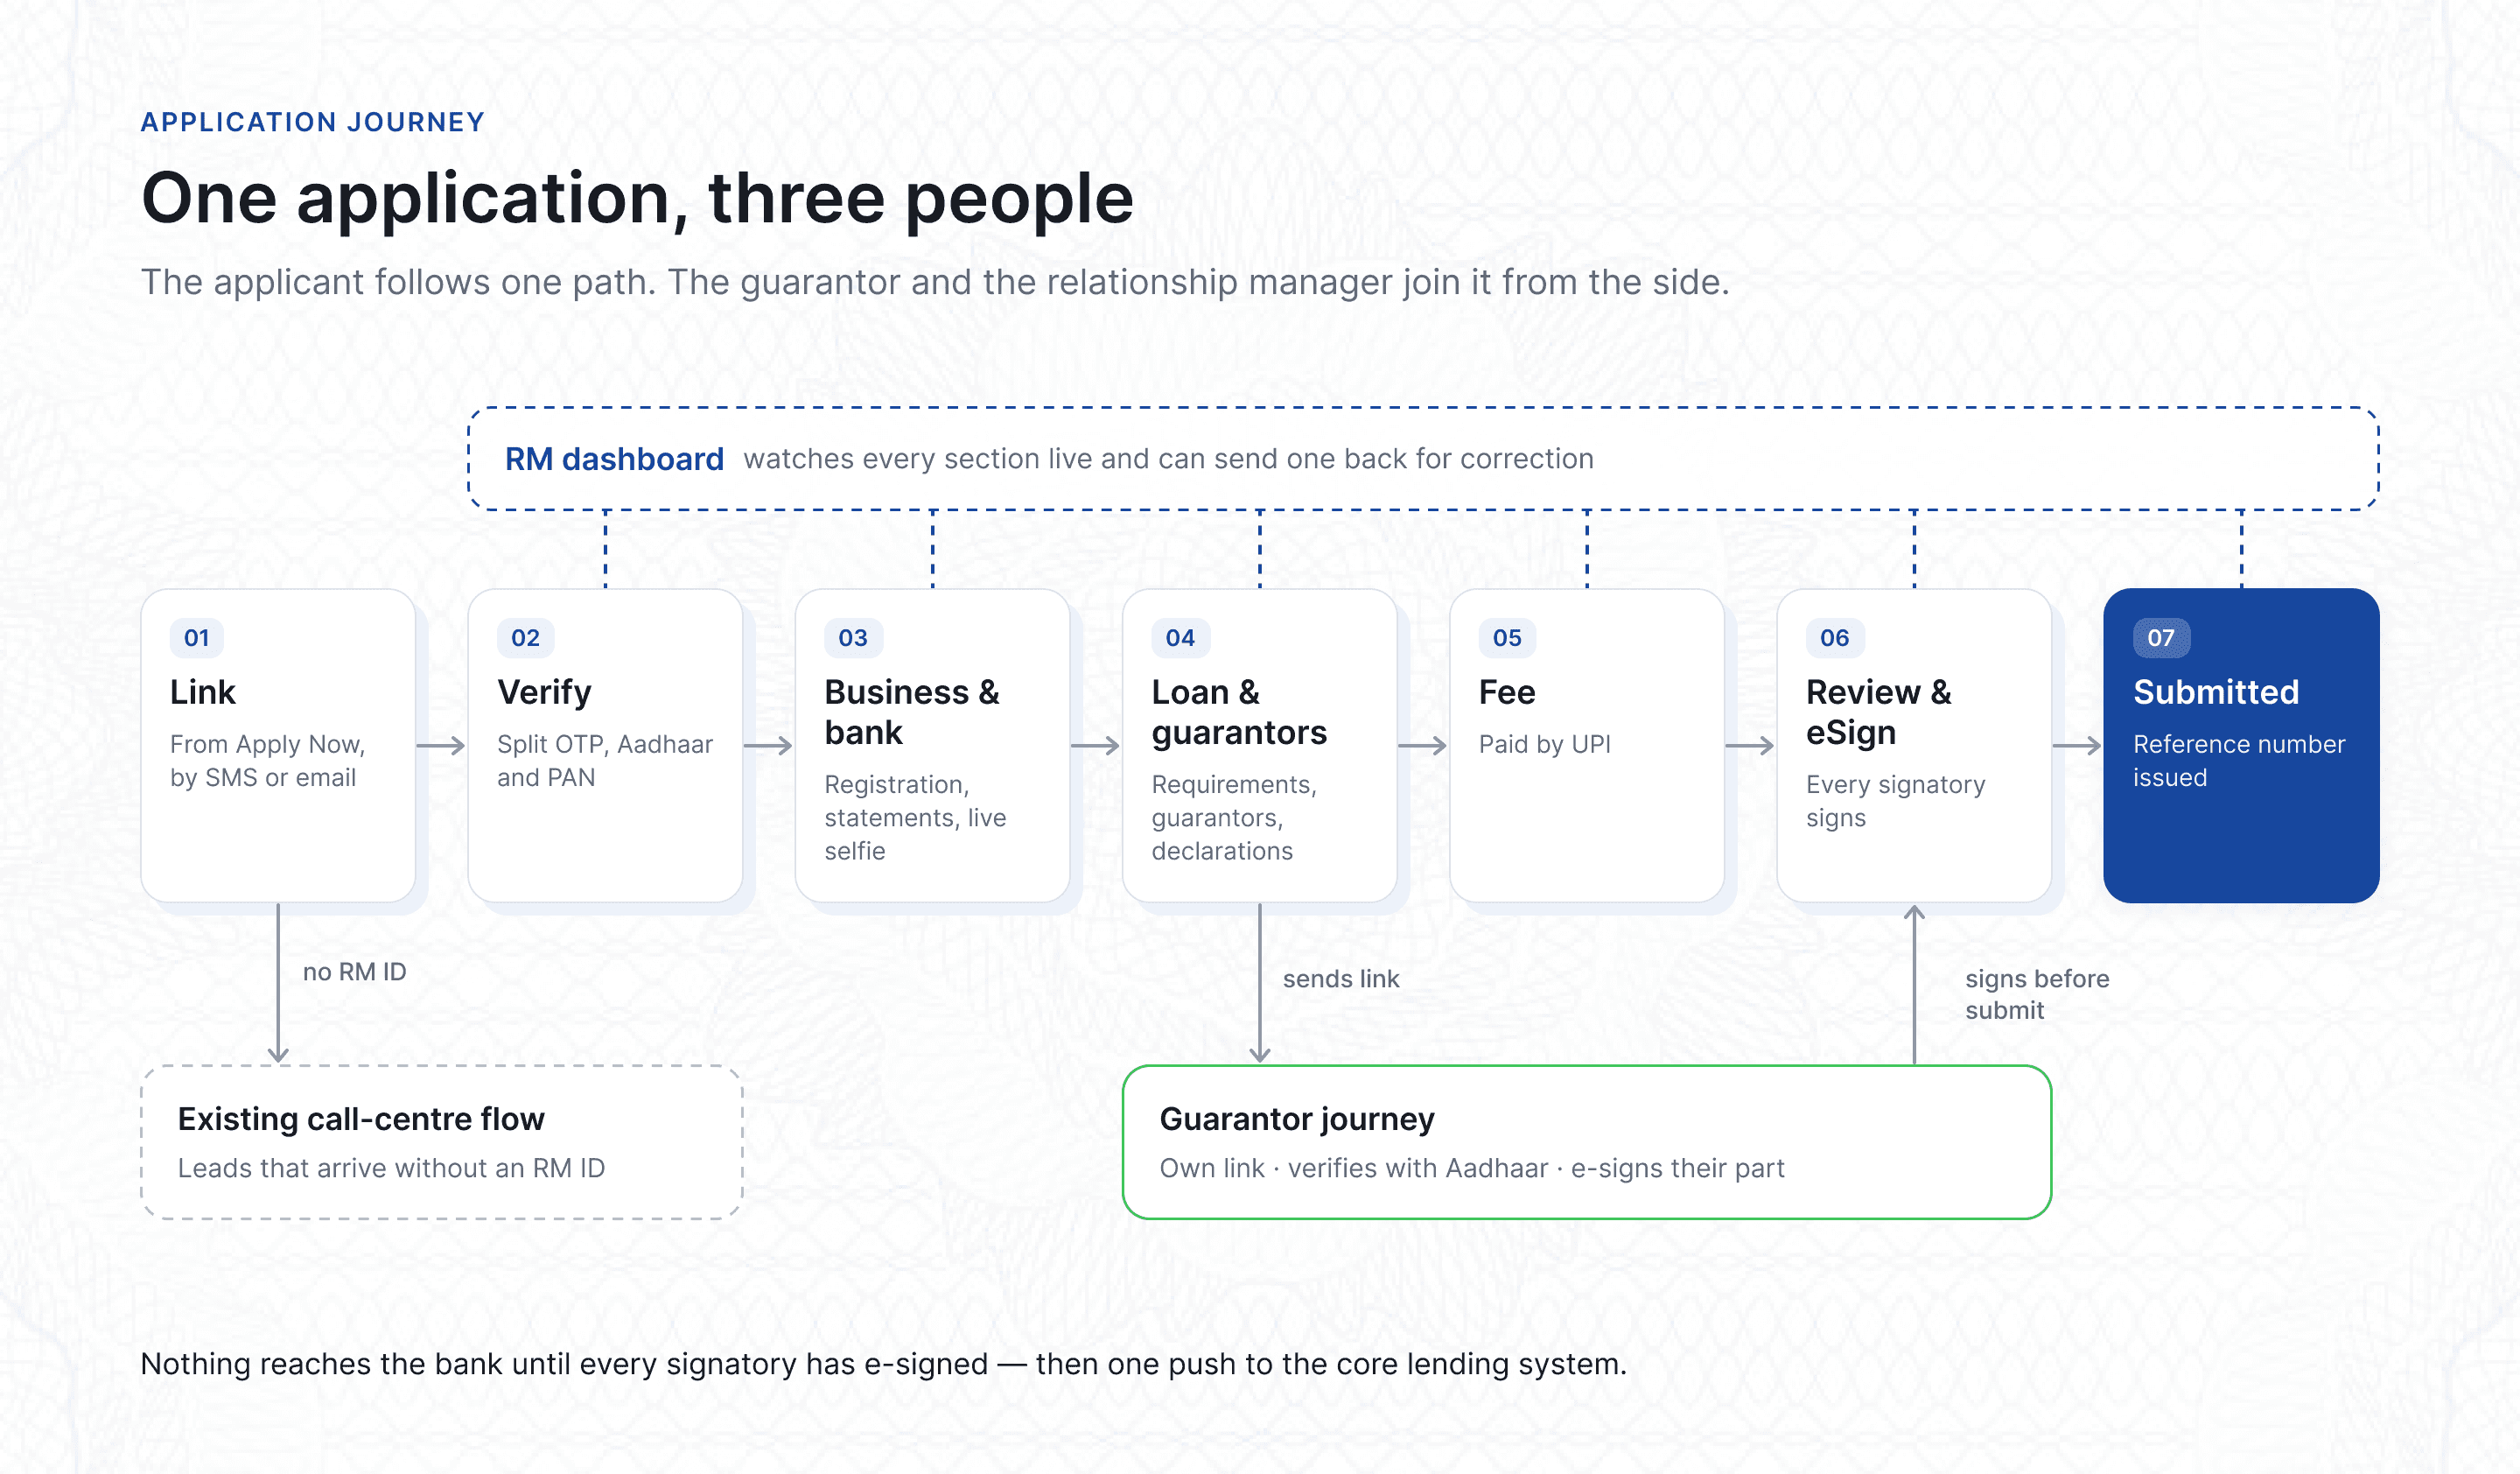 APPLICATION JOURNEY
One application, three people
The applicant follows one path. The guarantor and the relationship manager join it from the side.
RM dashboard watches every section live and can send one back for correction
01
Link
From Apply Now,
by SMS or email
02
Verify
Split OTP, Aadhaar
and PAN
03
Business &
bank
Registration,
statements, live
selfie
04
Loan &
guarantors
Requirements,
guarantors,
declarations
05
Fee
Paid by UPI
06
Review &
eSign
Every signatory
signs
07
Submitted
Reference number
issued
no RM ID
sends link
signs before
submit
Existing call-centre flow
Leads that arrive without an RM ID
Guarantor journey
Own link · verifies with Aadhaar · e-signs their part
Nothing reaches the bank until every signatory has e-signed — then one push to the core lending system.